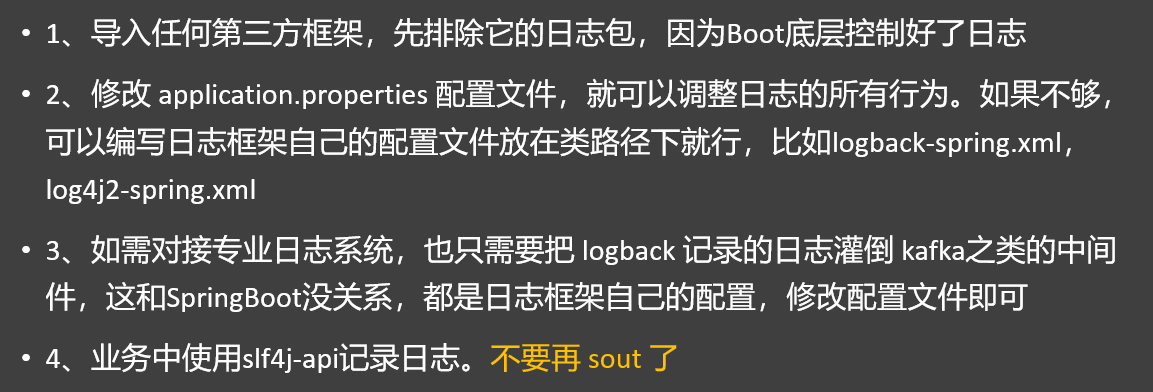 • 1、导入任何第三方框架，先排除它的日志包，因为Boot底层控制好了日志
• 2、修改 application.properties 配置文件，就可以调整日志的所有行为。如果不够，
可以编写日志框架自己的配置文件放在类路径下就行，比如logback-spring.xml，
log4j2-spring.xml
• 3、如需对接专业日志系统，也只需要把 logback 记录的日志灌倒 kafka之类的中间
件，这和SpringBoot没关系，都是日志框架自己的配置，修改配置文件即可
• 4、业务中使用slf4j-api记录日志。不要再 sout 了